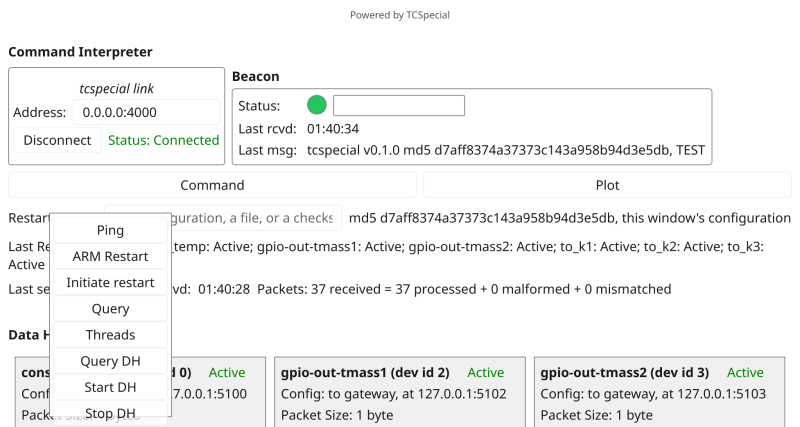 Powered by TCSpecial
Command Interpreter
tcspecial link
Address: 0.0.0.0:4000
Disconnect Status: Connected
Beacon
Status:
Last rcvd: 01:40:34
Last msg: tcspecial v0.1.0 md5 d7aff8374a37373c143a958b94d3e5db, TEST
Command Plot
Restart guration, a file, or a checks md5 d7aff8374a37373c143a958b94d3e5db, this window's configuration
Last Re _temp: Active; gpio-out-tmass1: Active; gpio-out-tmass2: Active; to_k1: Active; to_k2: Active; to_k3:
Active
Last se vd: 01:40:28 Packets: 37 received = 37 processed + 0 malformed + 0 mismatched
Ping
ARM Restart
Initiate restart
Query
Threads
Query DH
Start DH
Stop DH
Data H
cons d 0) Active
Conf 7.0.0.1:5100
Packet
gpio-out-tmass1 (dev id 2) Active
Config: to gateway, at 127.0.0.1:5102
Packet Size: 1 byte
gpio-out-tmass2 (dev id 3) Active
Config: to gateway, at 127.0.0.1:5103
Packet Size: 1 byte